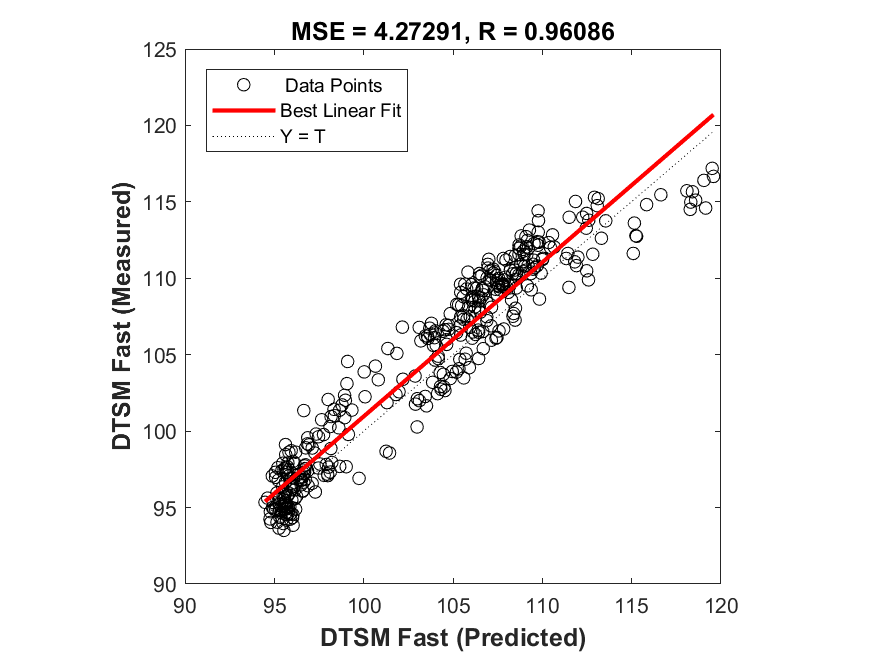 MSE = 4.27291, R = 0.96086
125
120
115
110
105
100
95
90
DTSM Fast (Measured)
Data Points
Best Linear Fit
Y = T
90 95 100 105 110 115 120
DTSM Fast (Predicted)